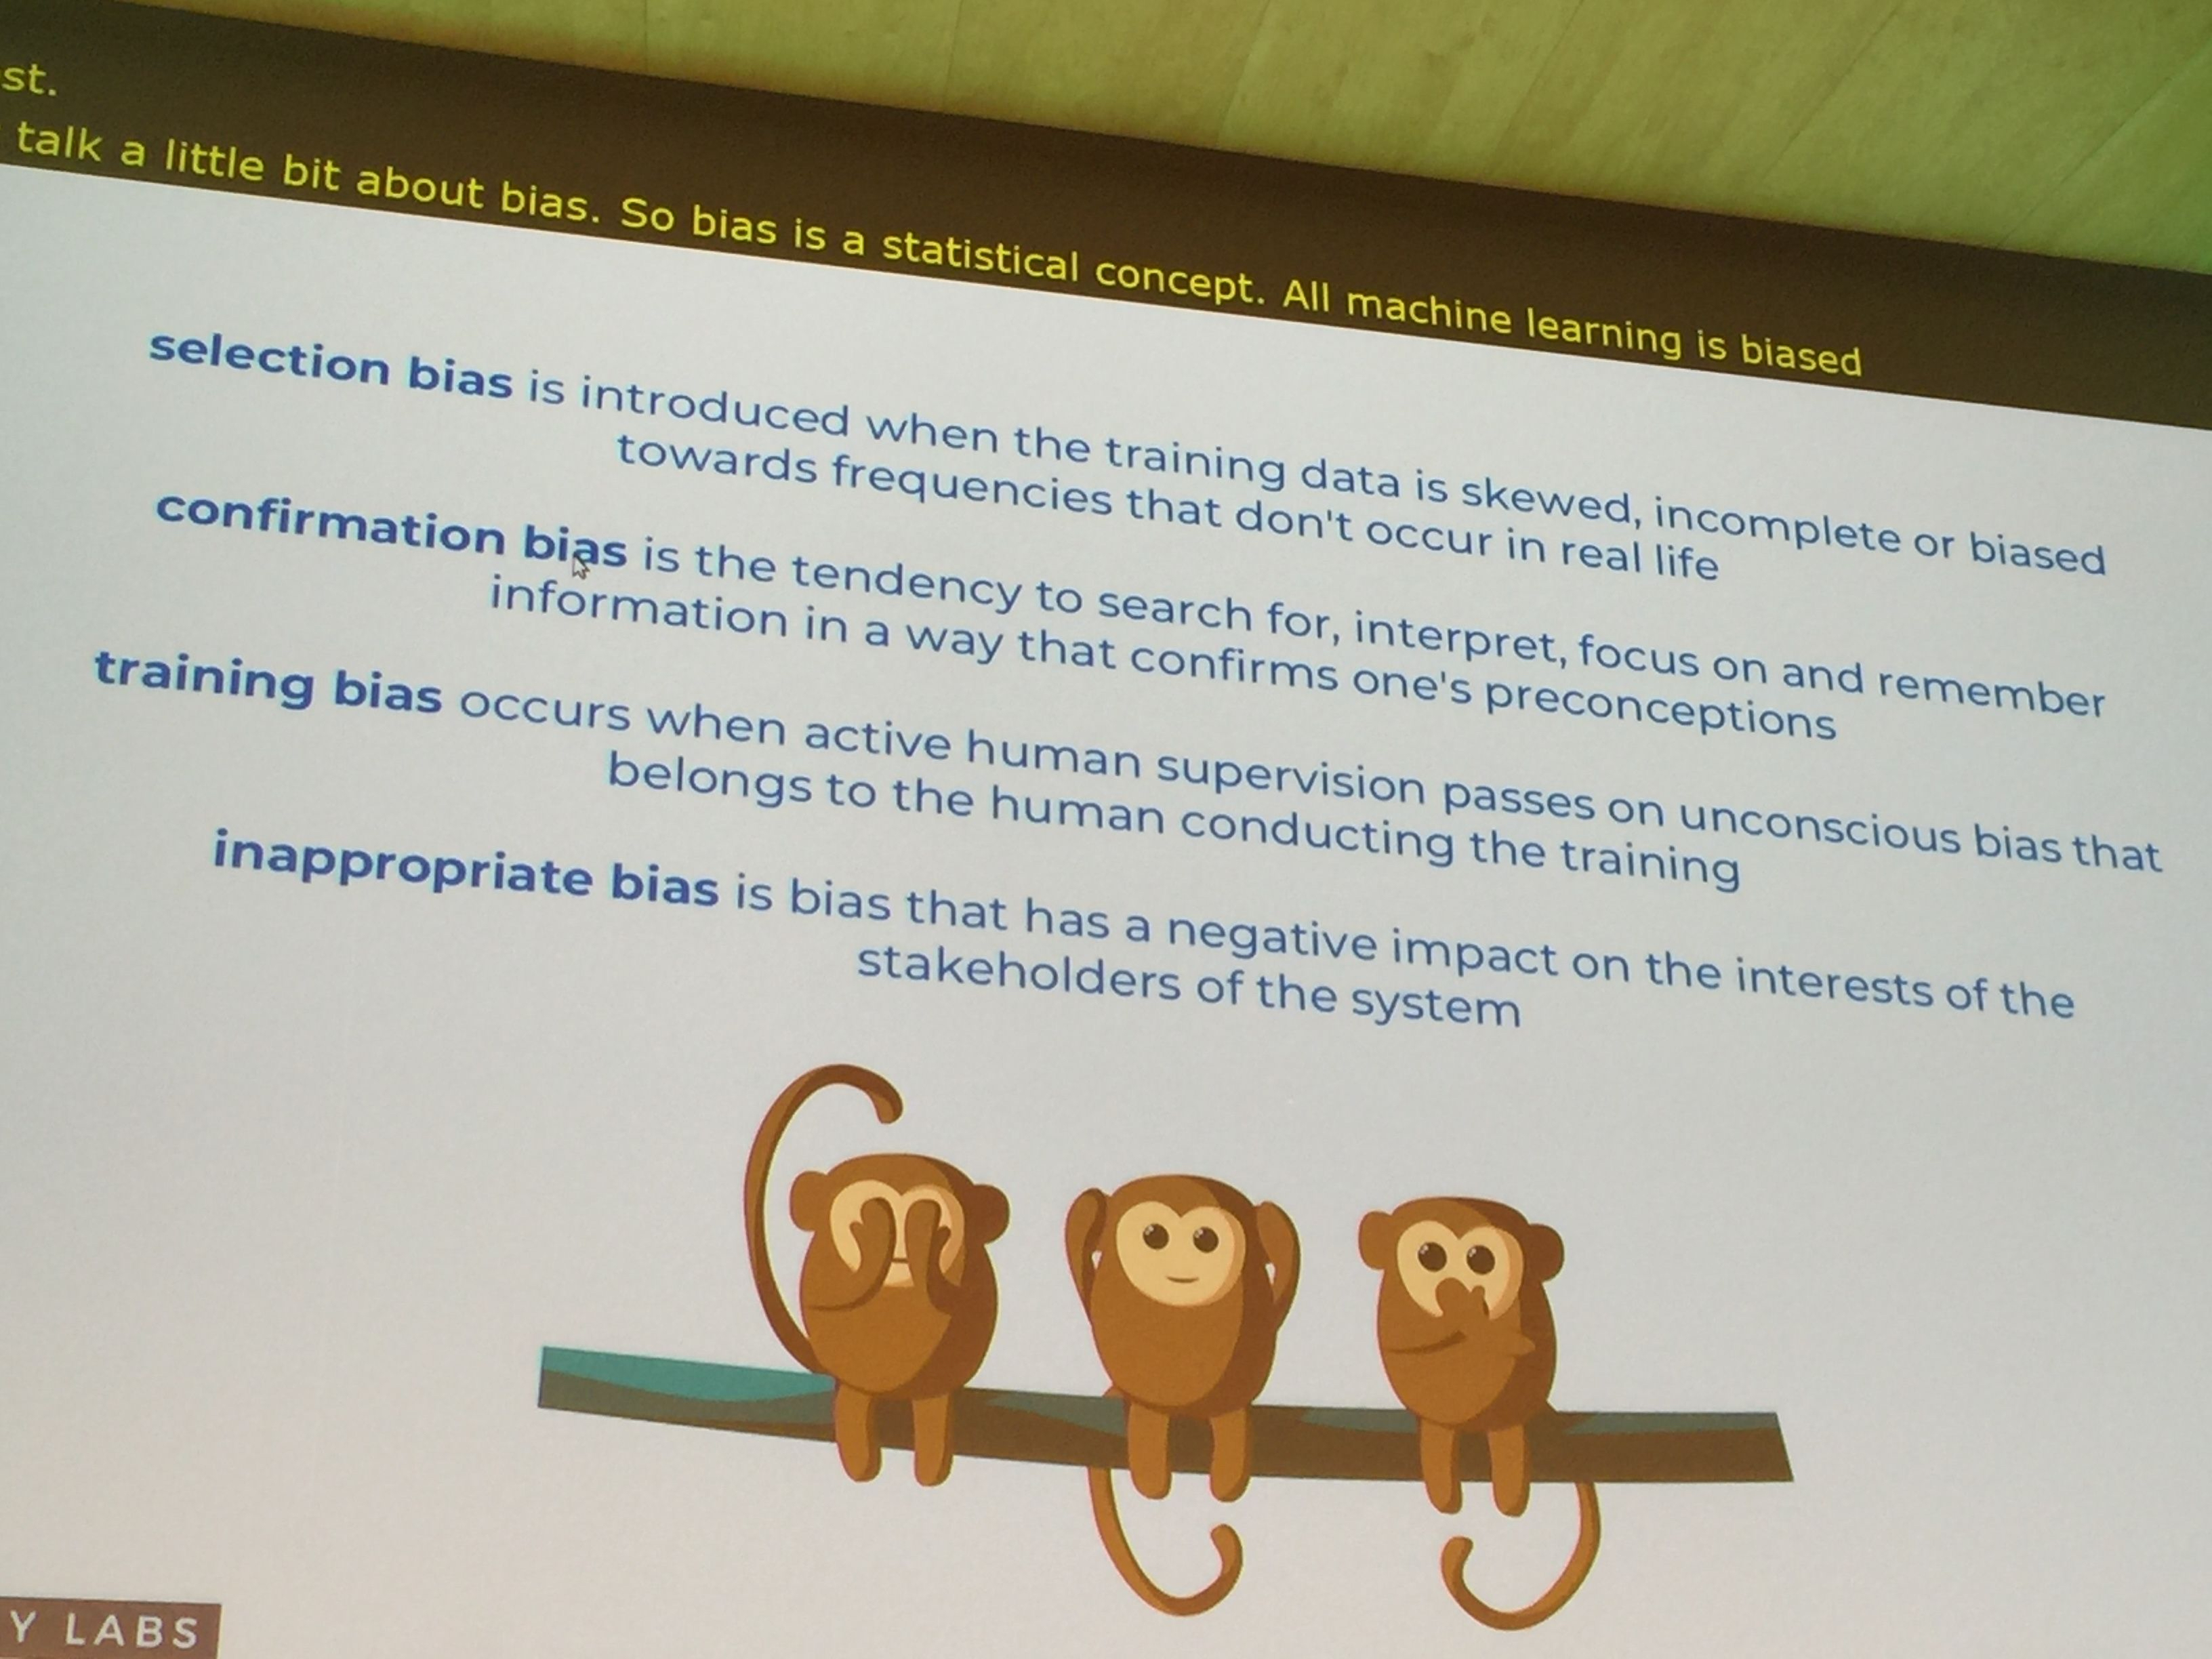 st.
talk a little bit about bias. So bias is a statistical concept. All machine learning is biased
selection bias is introduced when the training data is skewed, incomplete or biased
towards frequencies that don't occur in real life
confirmation bias is the tendency to search for, interpret, focus on and remember
information in a way that confirms one's preconceptions
training bias occurs when active human supervision passes on unconscious bias that
belongs to the human conducting the training
inappropriate bias is bias that has a negative impact on the interests of the
stakeholders of the system
Y LABS